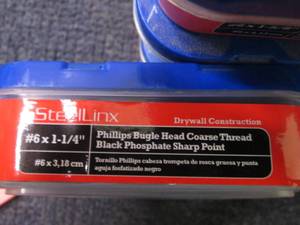 SteelLinx
Drywall Construction
#6 x 1-1/4"
Phillips Bugle Head Coarse Thread
Black Phosphate Sharp Point
#6 x 3,18 cm
Tornillo Phillips cabeza trompeta de rosca gruesa y punta
aguja fosfatizado negro